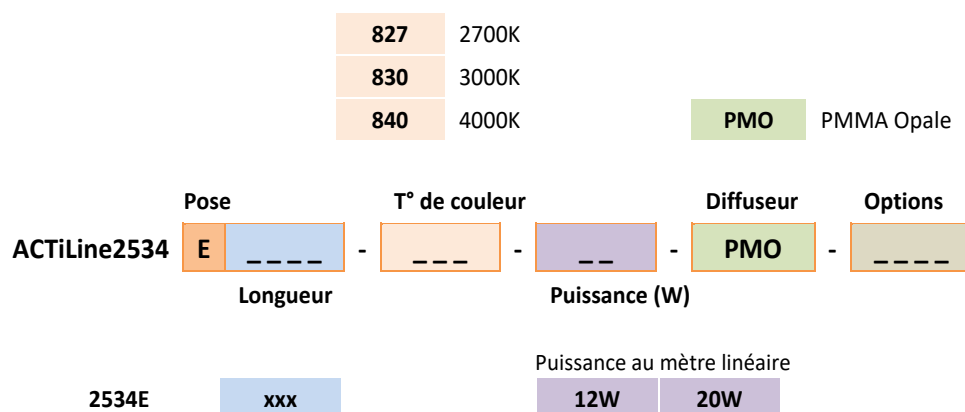 827 2700K
830 3000K
840 4000K PMO PMMA Opale
Pose T° de couleur Diffuseur Options
ACTiLine2534 E _ _ _ _ - _ _ _ - _ _ - PMO - _ _ _ _
Longueur Puissance (W)
Puissance au mètre linéaire
2534E xxx 12W 20W